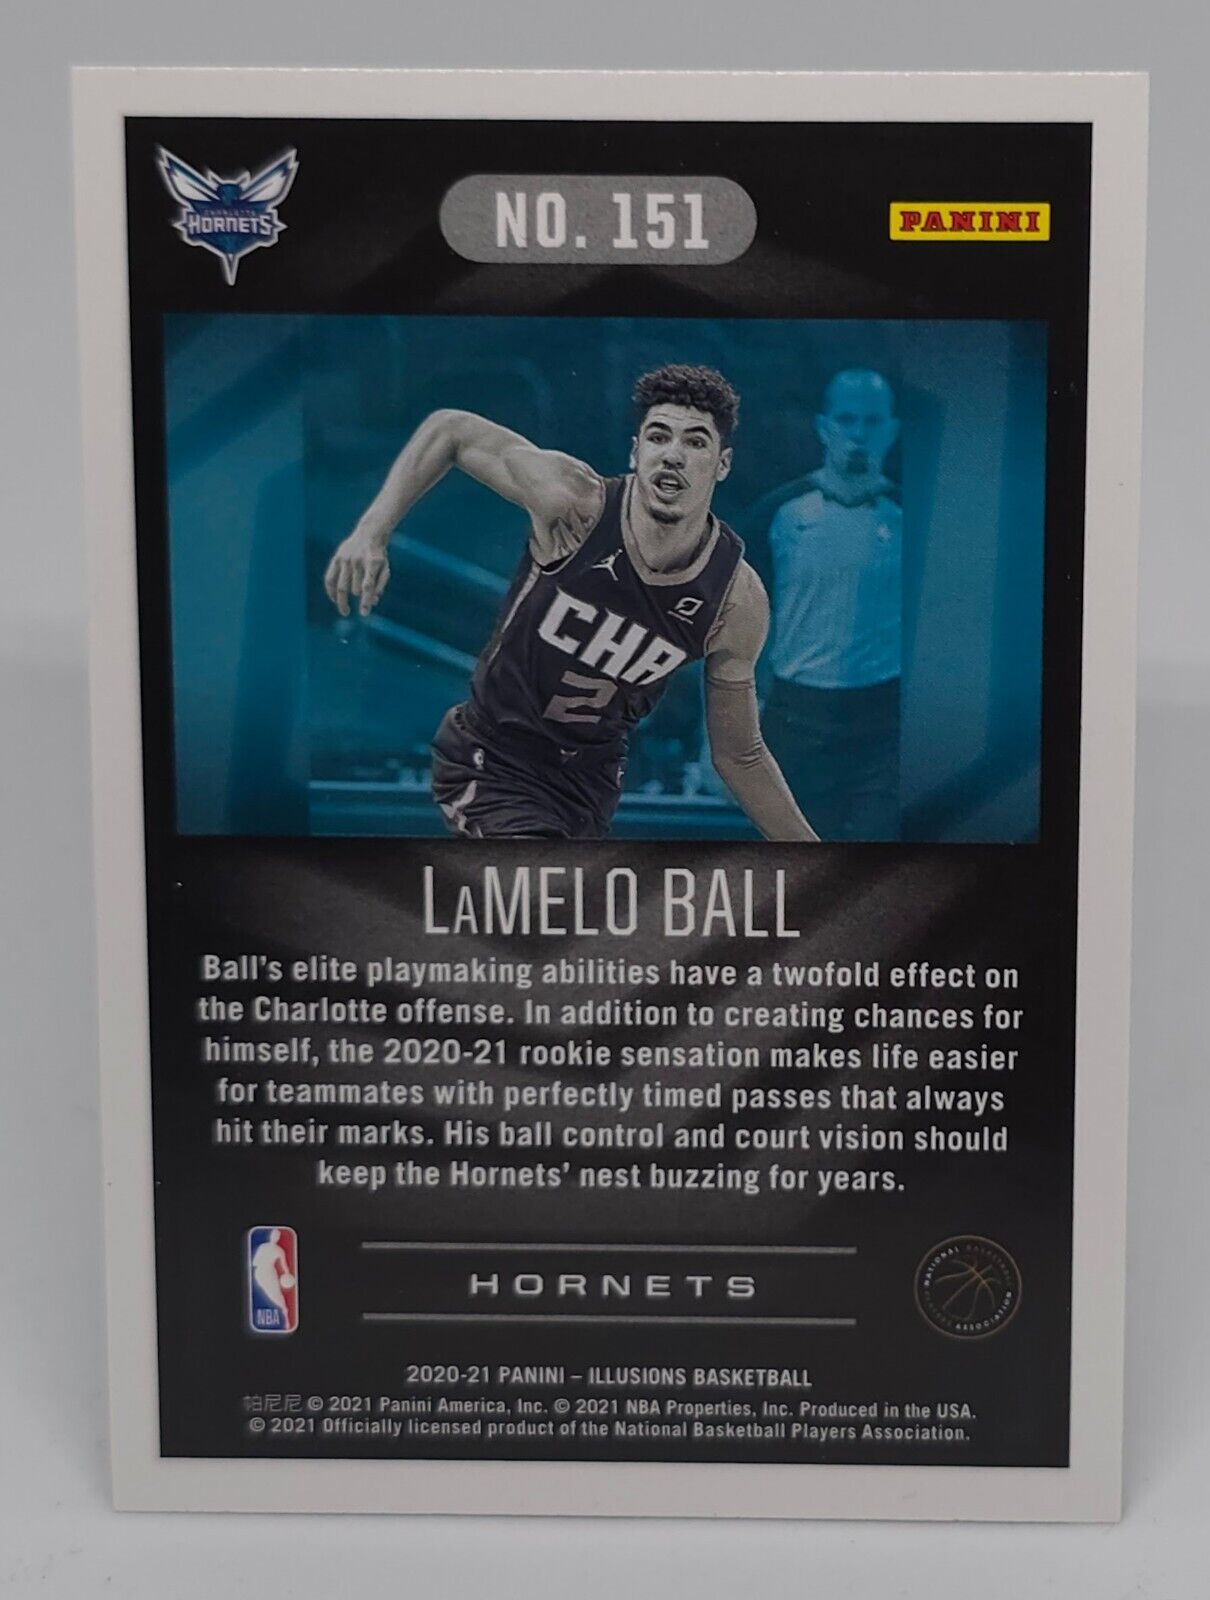 CHARLOTTE
HORNETS
NO. 151
PANINI
CHA
2
LAMELO BALL
Ball's elite playmaking abilities have a twofold effect on
the Charlotte offense. In addition to creating chances for
himself, the 2020-21 rookie sensation makes life easier
for teammates with perfectly timed passes that always
hit their marks. His ball control and court vision should
keep the Hornets' nest buzzing for years.
NBA
HORNETS
NATIONAL BASKETBALL
PLAYERS ASSOCIATION
2020-21 PANINI – ILLUSIONS BASKETBALL
帕尼尼 © 2021 Panini America, Inc. © 2021 NBA Properties, Inc. Produced in the USA.
© 2021 Officially licensed product of the National Basketball Players Association.